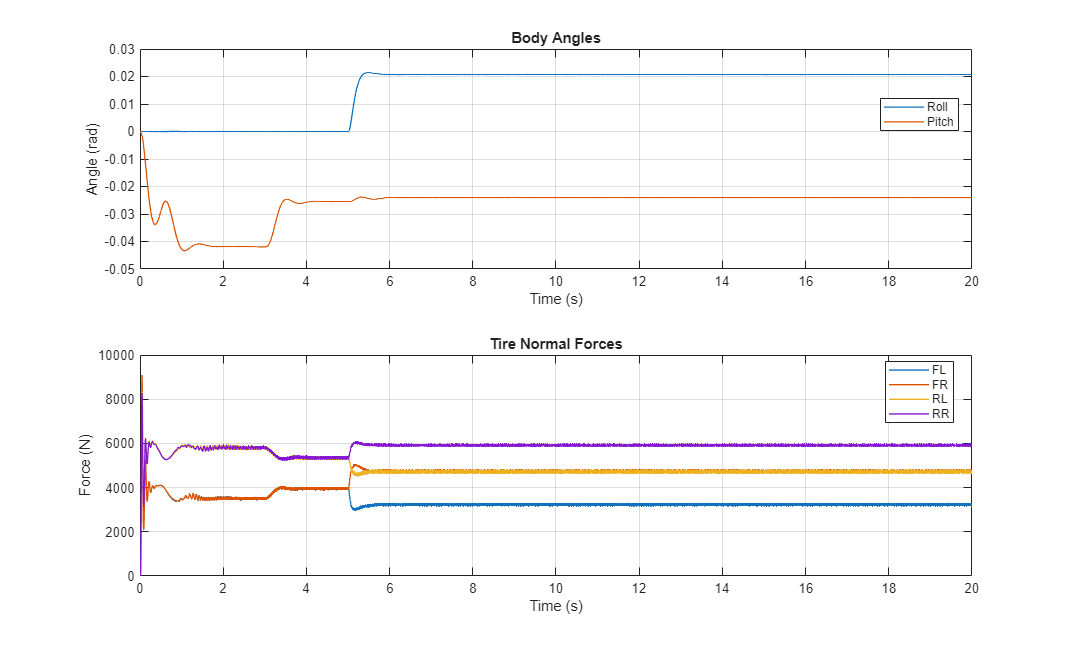 Body Angles
0.03
0.02
0.01
0
-0.01
-0.02
-0.03
-0.04
-0.05
Angle (rad)
Roll
Pitch
0 2 4 6 8 10 12 14 16 18 20
Time (s)
Tire Normal Forces
10000
8000
6000
4000
2000
0
Force (N)
FL
FR
RL
RR
0 2 4 6 8 10 12 14 16 18 20
Time (s)